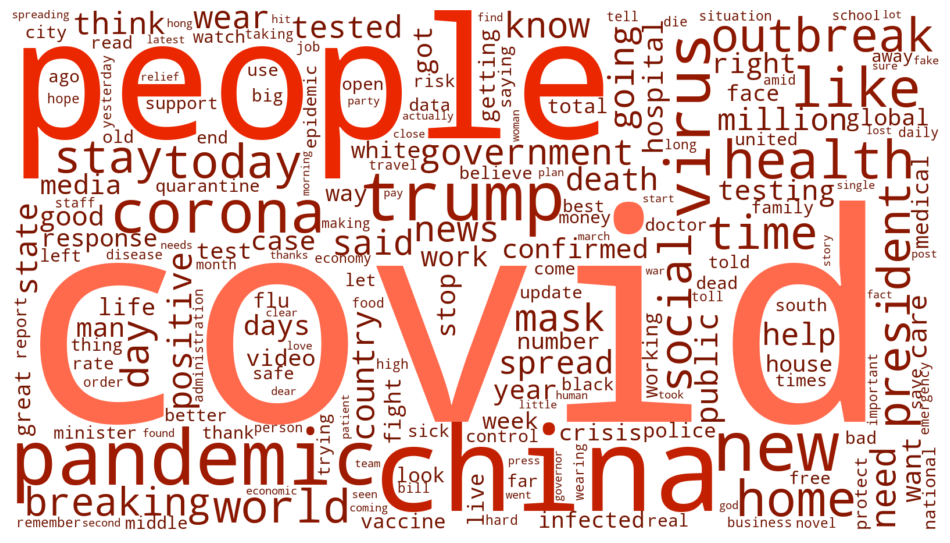 spreading
hong
hit
find
tell
situation
school
lot
city
think
wear
tested
got
know
die
outbreak
read
watch
taking
latest
job
getting
saying
going
hospital
virus
right
away
fake
sure
people
ago
hope
yesterday
relief
use
big
support
epidemic
open
party
risk
data
actually
total
face
amid
like
old
end
close
woman
million
global
united
lost
daily
stay
today
white
government
long
health
media
quarantine
morning
travel
believe
plan
death
testing
single
medical
staff
good
corona
way
pay
trump
best
money
start
family
state
making
news
doctor
time
president
post
response
test
case
said
confirmed
march
left
disease
needs
thanks
economy
work
come
war
told
story
month
let
stop
social
dead
covid
positive
administration
life
flu
clear
food
update
toll
south
fact
man
day
days
country
mask
number
working
public
help
care
report
thing
love
video
high
spread
house
rate
safe
year
black
took
times
says
emergency
important
order
dear
human
great
better
patient
fight
little
minister
found
thank
person
trying
sick
week
control
crisis
police
new
bad
want
need
pandemic
team
look
china
press
far
governor
wearing
free
protect
national
breaking
world
economic
seen
bill
live
went
god
home
remember
second
middle
coming
vaccine
hard
infected
real
business
novel